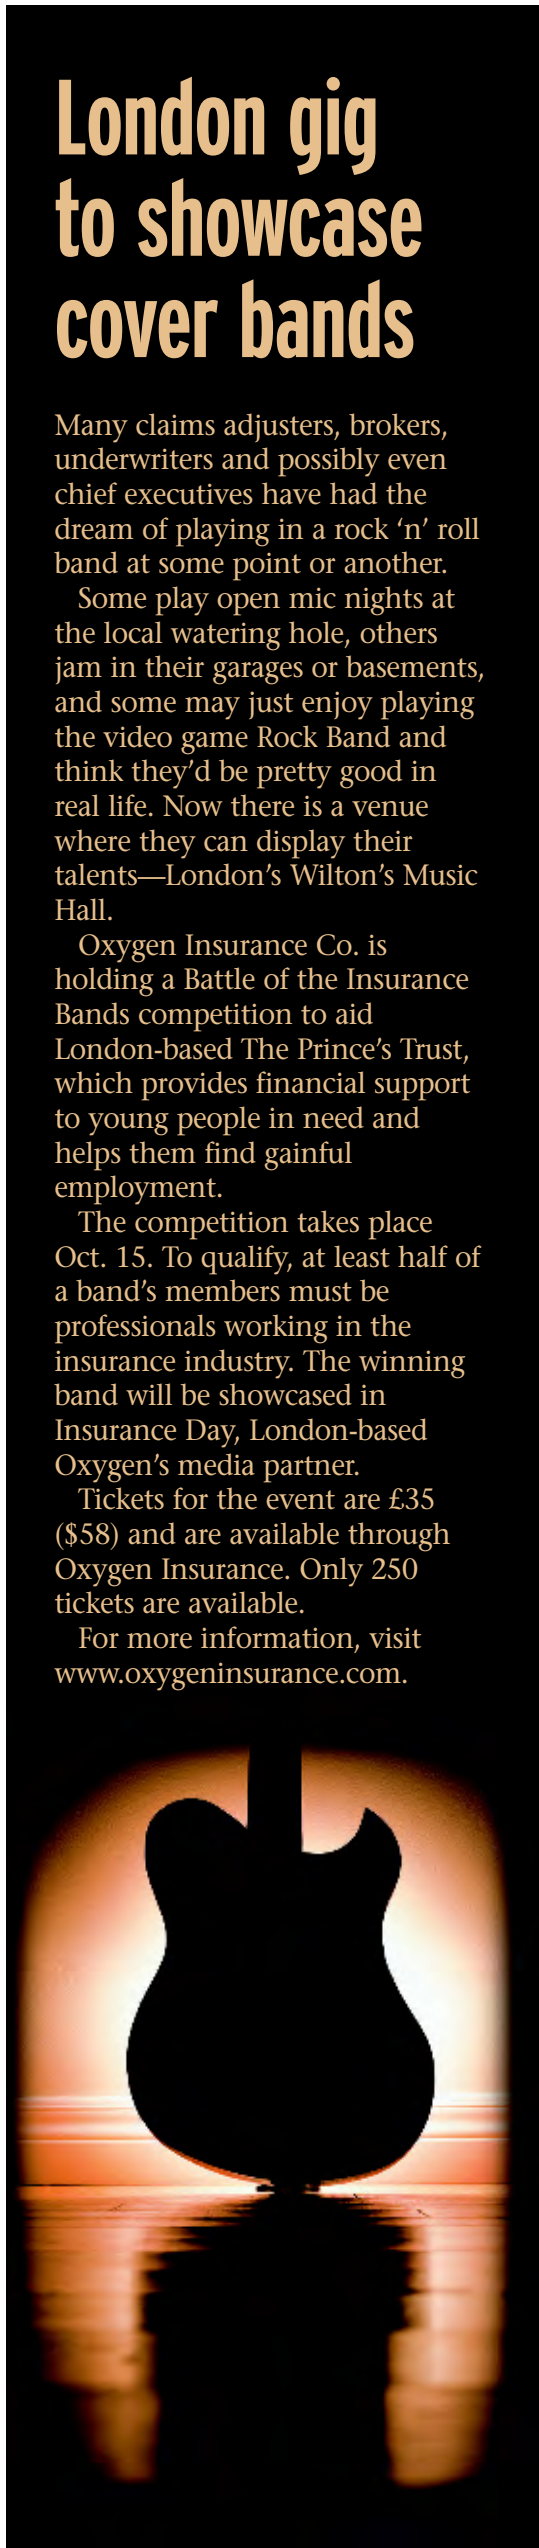 London gig
to showcase
cover bands
Many claims adjusters, brokers,
underwriters and possibly even
chief executives have had the
dream of playing in a rock ‘n’ roll
band at some point or another.
Some play open mic nights at
the local watering hole, others
jam in their garages or basements,
and some may just enjoy playing
the video game Rock Band and
think they’d be pretty good in
real life. Now there is a venue
where they can display their
talents—London’s Wilton’s Music
Hall.
Oxygen Insurance Co. is
holding a Battle of the Insurance
Bands competition to aid
London-based The Prince’s Trust,
which provides financial support
to young people in need and
helps them find gainful
employment.
The competition takes place
Oct. 15. To qualify, at least half of
a band’s members must be
professionals working in the
insurance industry. The winning
band will be showcased in
Insurance Day, London-based
Oxygen’s media partner.
Tickets for the event are £35
($58) and are available through
Oxygen Insurance. Only 250
tickets are available.
For more information, visit
www.oxygeninsurance.com.